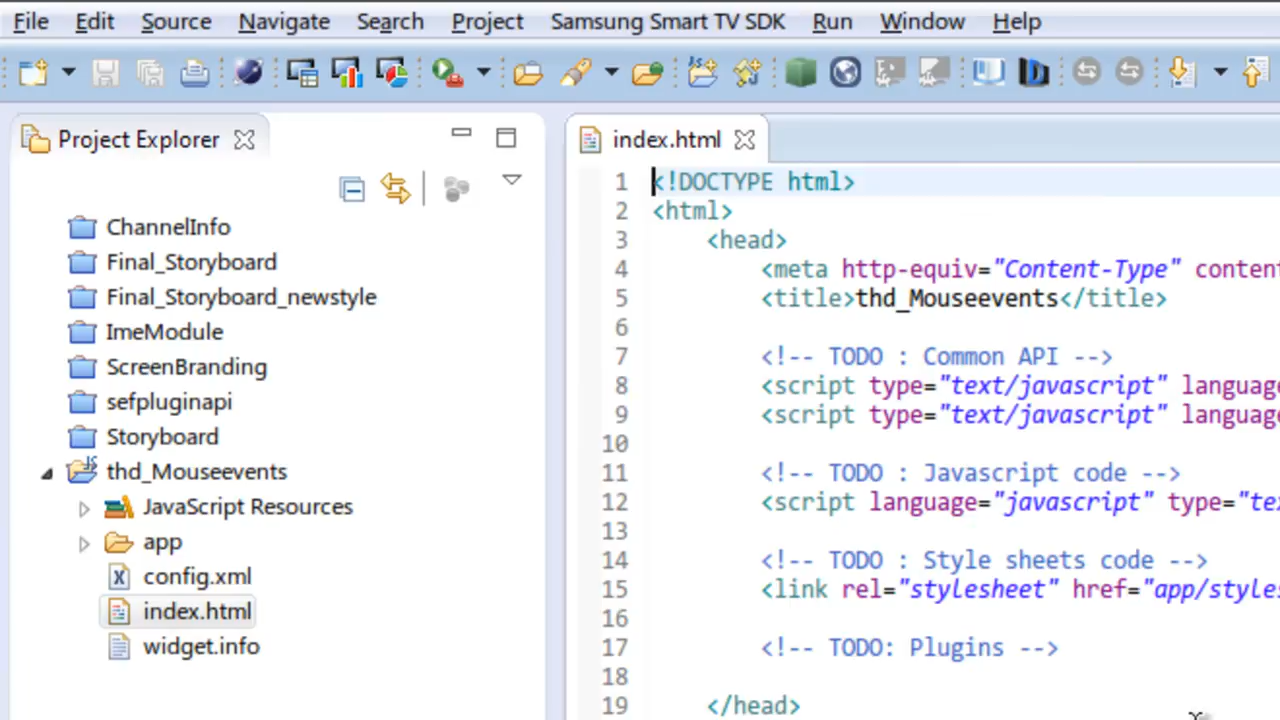 File Edit Source Navigate Search Project Samsung Smart TV SDK Run Window Help
Project Explorer
ChannelInfo
Final_Storyboard
Final_Storyboard_newstyle
ImeModule
ScreenBranding
sefpluginapi
Storyboard
thd_Mouseevents
JavaScript Resources
app
config.xml
index.html
widget.info
index.html
1 <!DOCTYPE html>
2 <html>
3 <head>
4 <meta http-equiv="Content-Type" content
5 <title>thd_Mouseevents</title>
6
7 <!-- TODO : Common API -->
8 <script type="text/javascript" language
9 <script type="text/javascript" language
10
11 <!-- TODO : Javascript code -->
12 <script language="javascript" type="tex
13
14 <!-- TODO : Style sheets code -->
15 <link rel="stylesheet" href="app/styles
16
17 <!-- TODO: Plugins -->
18
19 </head>